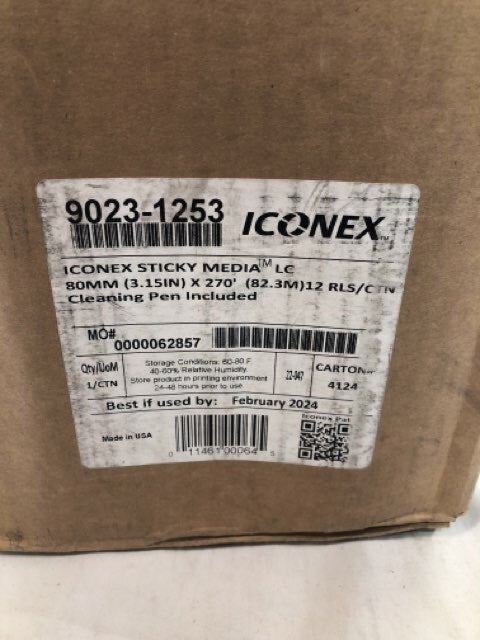 9023-1253
ICONEX™
ICONEX STICKY MEDIA™ LC
80MM (3.15IN) X 270' (82.3M)12 RLS/CTN
Cleaning Pen Included
MO#
0000062857
Qty/UoM
1/CTN
Storage Conditions: 60-80 F
40-60% Relative Humidity
Store product in printing environment
24-48 hours prior to use
22-047
CARTON#
4124
Best if used by: February 2024
Made in USA
0 11461 00064 5
Iconex Part